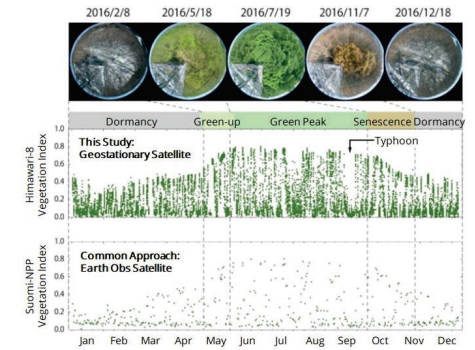 2016/2/8 2016/5/18 2016/7/19 2016/11/7 2016/12/18
Dormancy Green-up Green Peak Senescence Dormancy
Himawari-8
Vegetation Index
1.0
0.8
0.6
0.4
0.2
0.0
This Study:
Geostationary Satellite
Typhoon
Suomi-NPP
Vegetation Index
1.0
0.8
0.6
0.4
0.2
0.0
Common Approach:
Earth Obs Satellite
Jan Feb Mar Apr May Jun Jul Aug Sep Oct Nov Dec